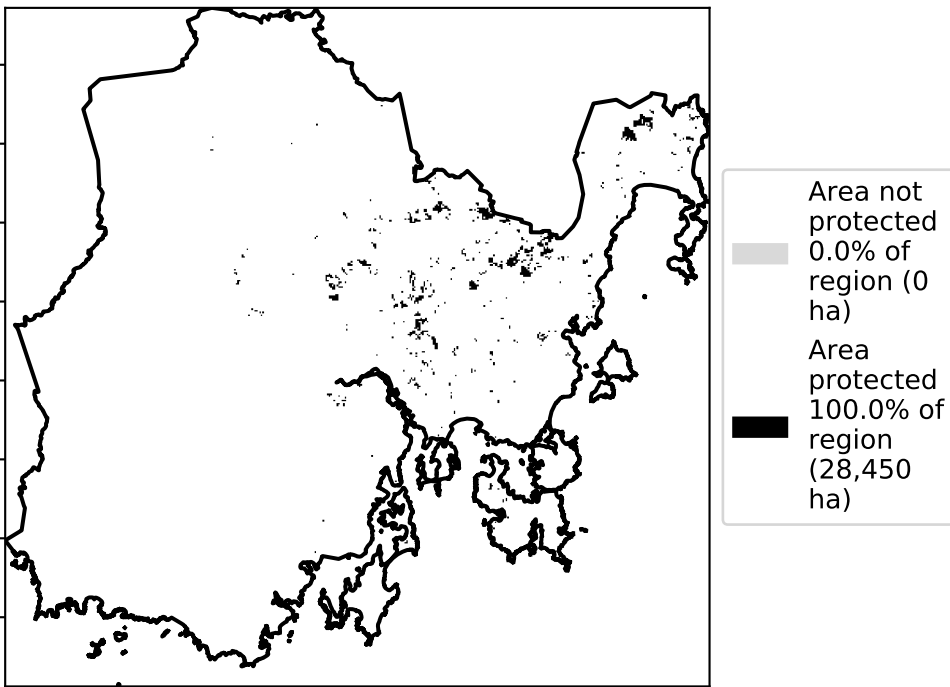 Area not
protected
0.0% of
region (0
ha)
Area
protected
100.0% of
region
(28,450
ha)